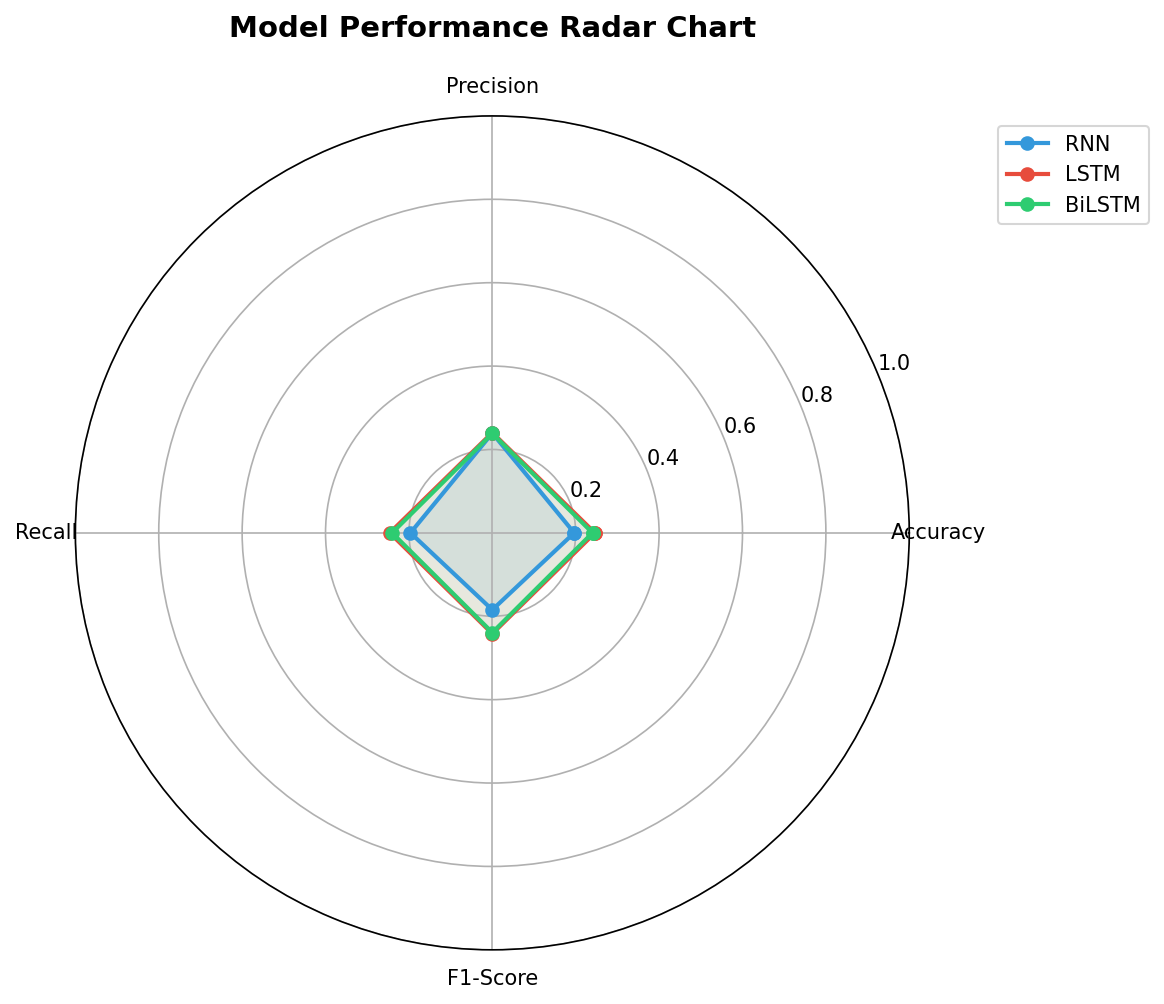 Model Performance Radar Chart
Precision
RNN
LSTM
BiLSTM
1.0
0.8
0.6
0.4
0.2
Recall
Accuracy
F1-Score